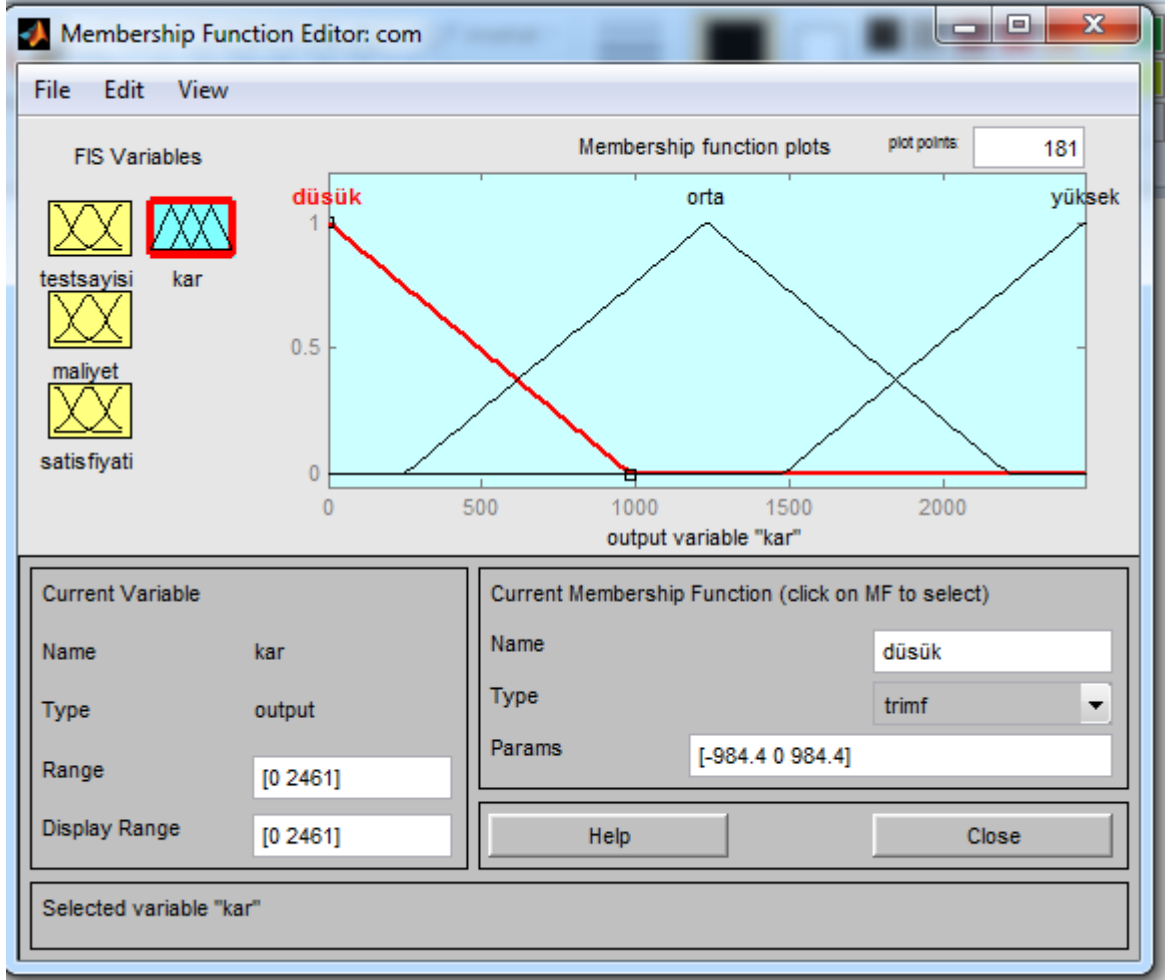 Membership Function Editor: com
File Edit View
FIS Variables
Membership function plots
plot points:
181
testsayisi
kar
maliyet
satisfiyati
düsük
orta
yüksek
1
0.5
0
0
500
1000
1500
2000
output variable "kar"
Current Variable
Name kar
Type output
Range [0 2461]
Display Range [0 2461]
Current Membership Function (click on MF to select)
Name düsük
Type trimf
Params [-984.4 0 984.4]
Help
Close
Selected variable "kar"